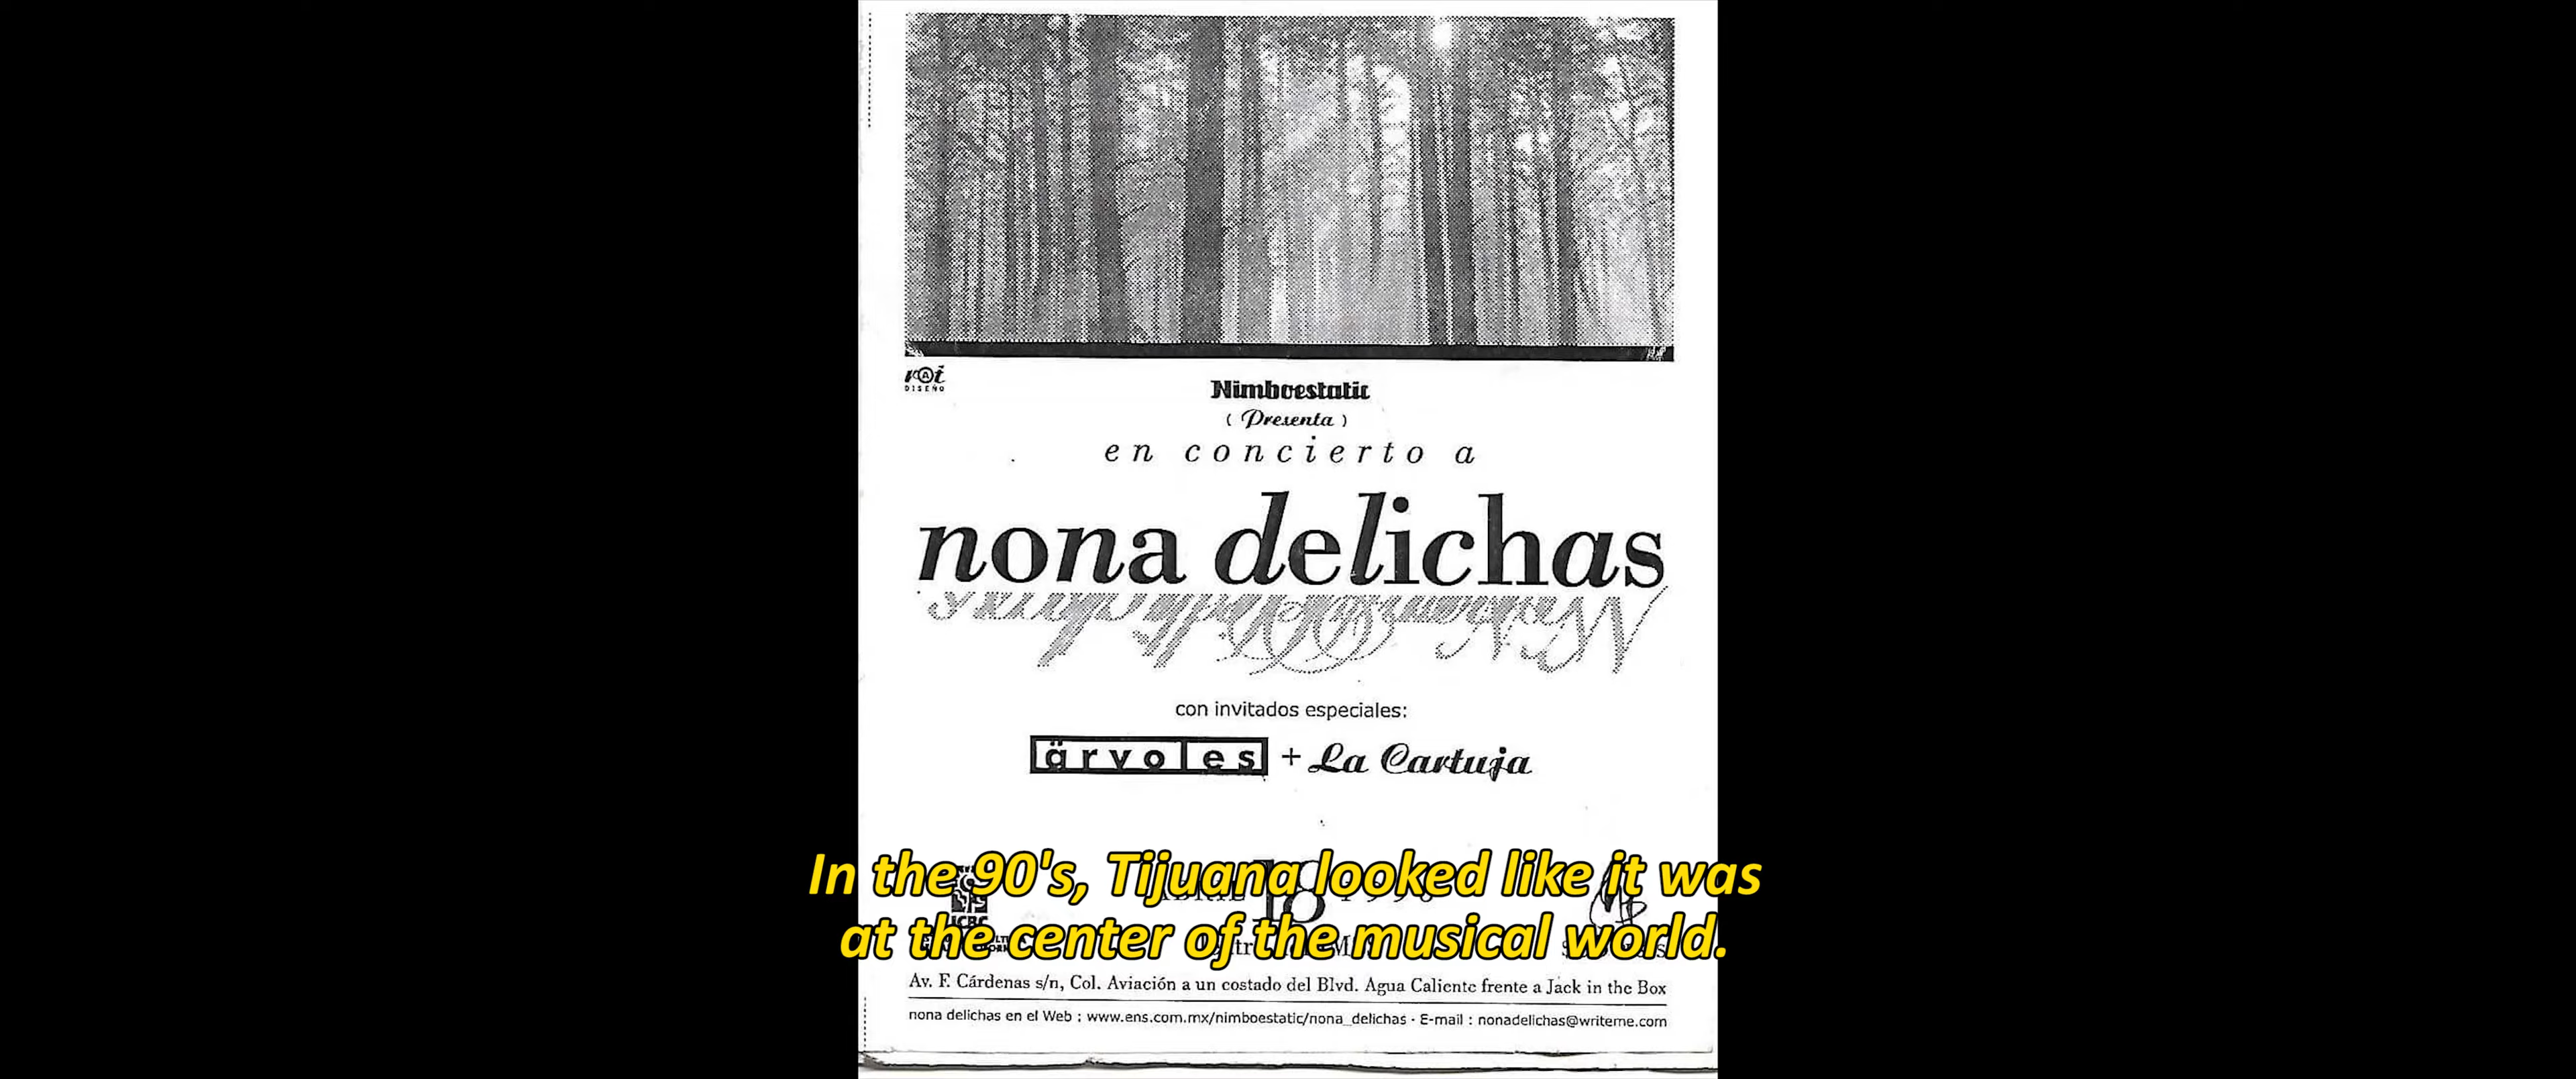 rai
DISEÑO
Nimboestatic
( Presenta )
en concierto a
nona delichas
con invitados especiales:
ärvoles + La Cartuja
In the 90's, Tijuana looked like it was
at the center of the musical world.
Av. F. Cárdenas s/n, Col. Aviación a un costado del Blvd. Agua Caliente frente a Jack in the Box
nona delichas en el Web : www.ens.com.mx/nimboestatic/nona_delichas · E-mail : nonadelichas@writeme.com